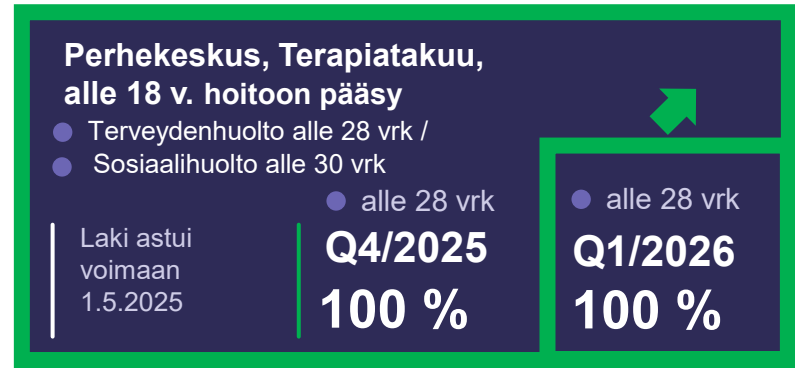 Perhekeskus, Terapiatakuu,
alle 18 v. hoitoon pääsy
Terveydenhuolto alle 28 vrk /
Sosiaalihuolto alle 30 vrk
Laki astui
voimaan
1.5.2025
alle 28 vrk
Q4/2025
100 %
alle 28 vrk
Q1/2026
100 %